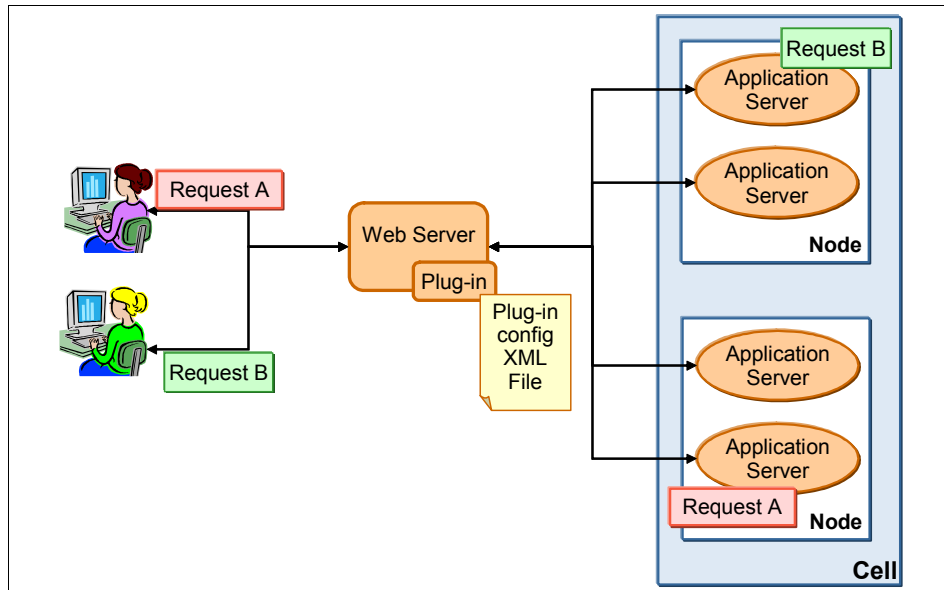 Request A
Request B
Web Server
Plug-in
Plug-in
config
XML
File
Request B
Application
Server
Application
Server
Node
Application
Server
Application
Server
Request A
Node
Cell